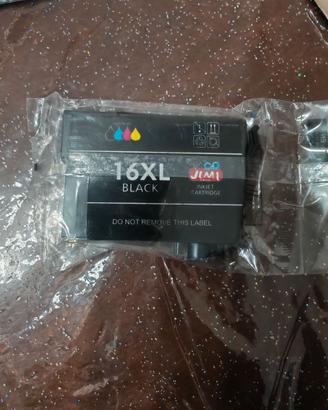 16XL
BLACK
JIMI
INKJET
CARTRIDGE
DO NOT REMOVE THIS LABEL